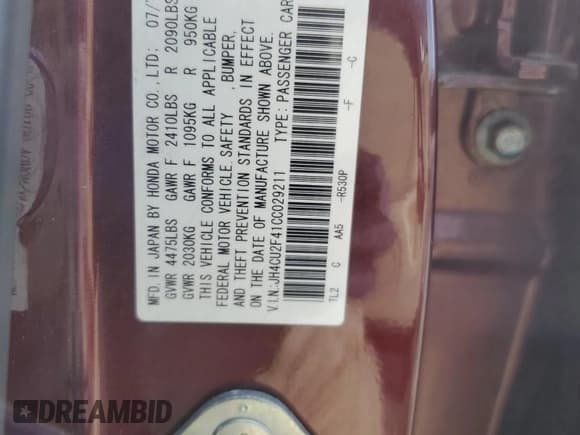 MFD. IN JAPAN BY HONDA MOTOR CO., LTD; 07/
GVWR 4475LBS GAWR F 2410LBS R 2090LBS
GVWR 2030KG GAWR F 1095KG R 950KG
THIS VEHICLE CONFORMS TO ALL APPLICABLE
FEDERAL MOTOR VEHICLE SAFETY , BUMPER,
AND THEFT PREVENTION STANDARDS IN EFFECT
ON THE DATE OF MANUFACTURE SHOWN ABOVE.
V.I.N:JH4CU2F41CC029211 TYPE: PASSENGER CAR
TL2 C AA5 -R530P -F -C
DREAMBID